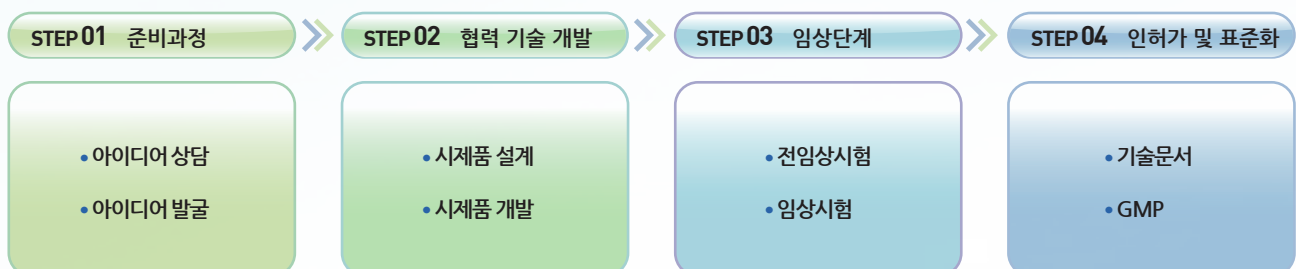 STEP 01 준비과정
STEP 02 협력 기술 개발
STEP 03 임상단계
STEP 04 인허가 및 표준화
• 아이디어 상담
• 아이디어 발굴
• 시제품 설계
• 시제품 개발
• 전임상시험
• 임상시험
• 기술문서
• GMP